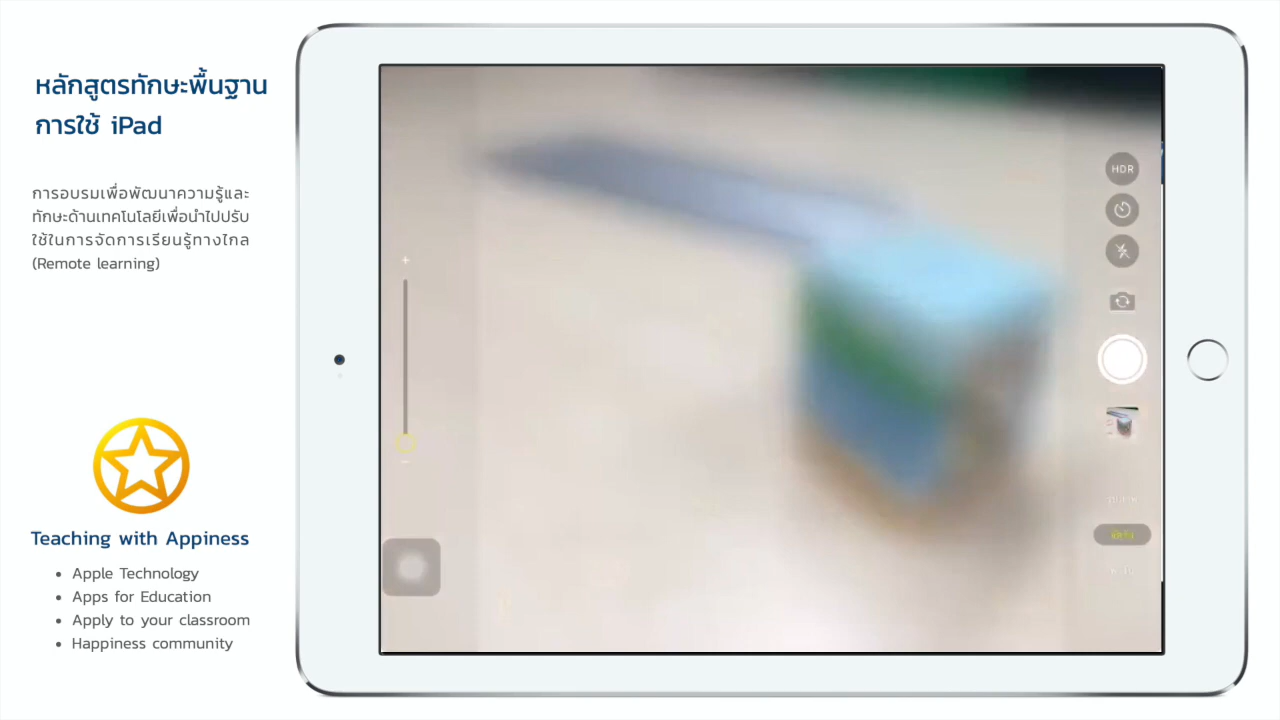 หลักสูตรทักษะพื้นฐาน
การใช้ iPad
การอบรมเพื่อพัฒนาความรู้และ
ทักษะด้านเทคโนโลยีเพื่อนำไปปรับ
ใช้ในการจัดการเรียนรู้ทางไกล
(Remote learning)
Teaching with Appiness
• Apple Technology
• Apps for Education
• Apply to your classroom
• Happiness community
HDR